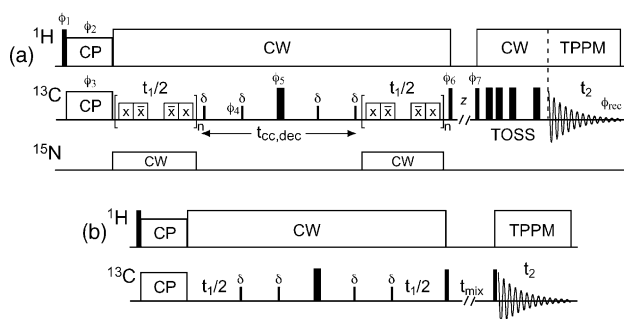 ϕ1 ϕ2
(a) 1H CP CW CW TPPM
ϕ3 ϕ5 ϕ6 ϕ7
13C CP t1/2 δ δ δ δ t1/2 z t2
x x̅ x̅ x n ϕ4 x x̅ x̅ x n ϕrec
tcc,dec TOSS
15N CW CW
(b) 1H CP CW TPPM
13C CP t1/2 δ δ δ δ t1/2 tmix t2